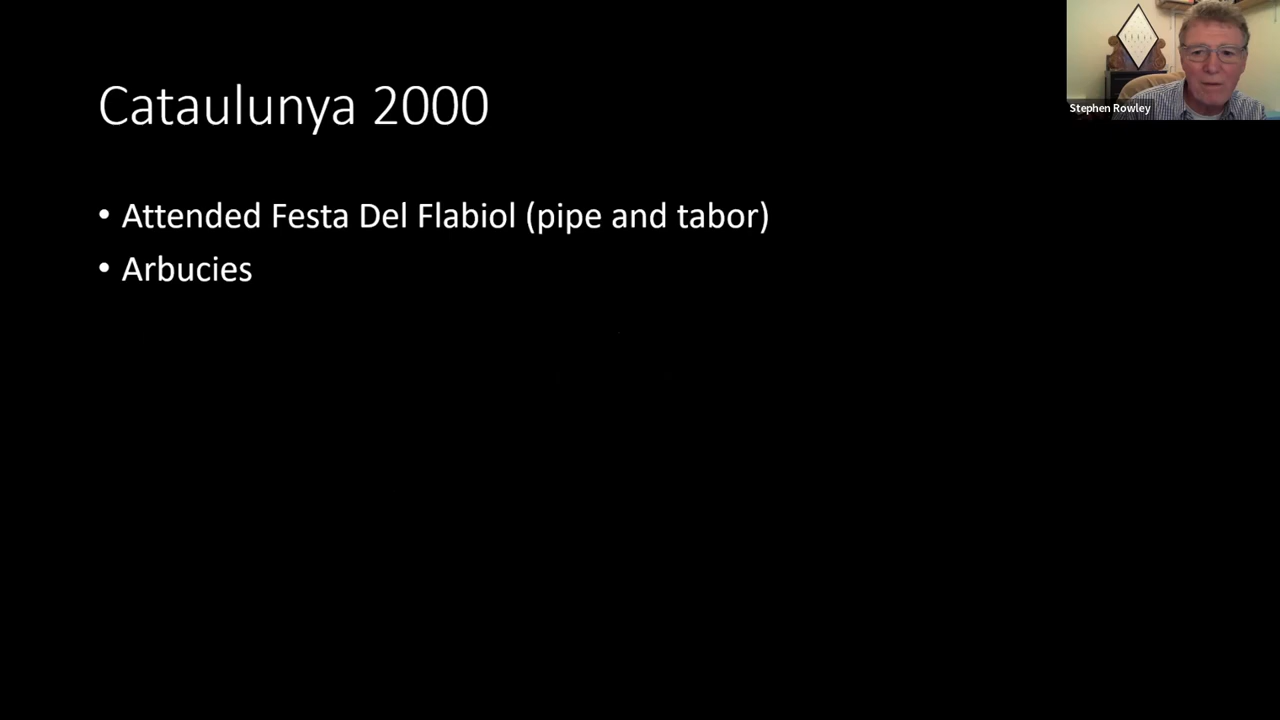 Cataulunya 2000
• Attended Festa Del Flabiol (pipe and tabor)
• Arbucies
Stephen Rowley